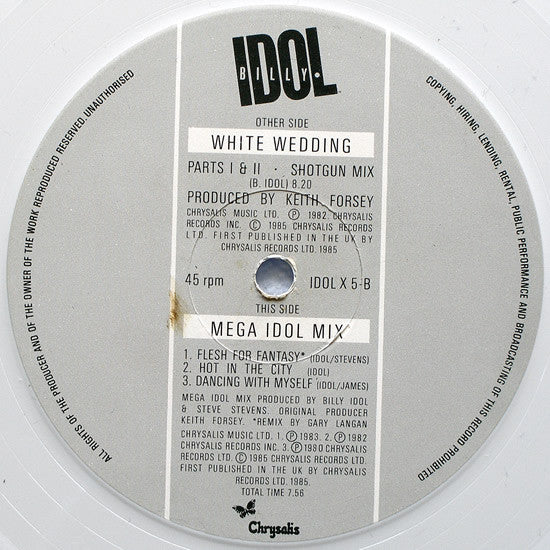 BILLY·
IDOL
OTHER SIDE
WHITE WEDDING
PARTS I & II · SHOTGUN MIX
(B. IDOL) 8.20
PRODUCED BY KEITH FORSEY
CHRYSALIS MUSIC LTD. Ⓟ 1982. CHRYSALIS
RECORDS INC. © 1985 CHRYSALIS RECORDS
LTD. FIRST PUBLISHED IN THE UK BY
CHRYSALIS RECORDS LTD. 1985
45 rpm IDOL X 5-B
THIS SIDE
MEGA IDOL MIX
1. FLESH FOR FANTASY* (IDOL/STEVENS)
2. HOT IN THE CITY (IDOL)
3. DANCING WITH MYSELF (IDOL/JAMES)
MEGA IDOL MIX PRODUCED BY BILLY IDOL
& STEVE STEVENS. ORIGINAL PRODUCER
KEITH FORSEY. *REMIX BY GARY LANGAN
CHRYSALIS MUSIC LTD. 1. Ⓟ 1983. 2. Ⓟ 1982
CHRYSALIS RECORDS INC. 3. Ⓟ 1980 CHRYSALIS
RECORDS LTD. © 1985 CHRYSALIS RECORDS LTD.
FIRST PUBLISHED IN THE UK BY CHRYSALIS
RECORDS LTD. 1985.
TOTAL TIME 7.56
Chrysalis
ALL RIGHTS OF THE PRODUCER AND OF THE OWNER OF THE WORK REPRODUCED RESERVED. UNAUTHORISED
COPYING, HIRING, LENDING, RENTAL, PUBLIC PERFORMANCE AND BROADCASTING OF THIS RECORD PROHIBITED